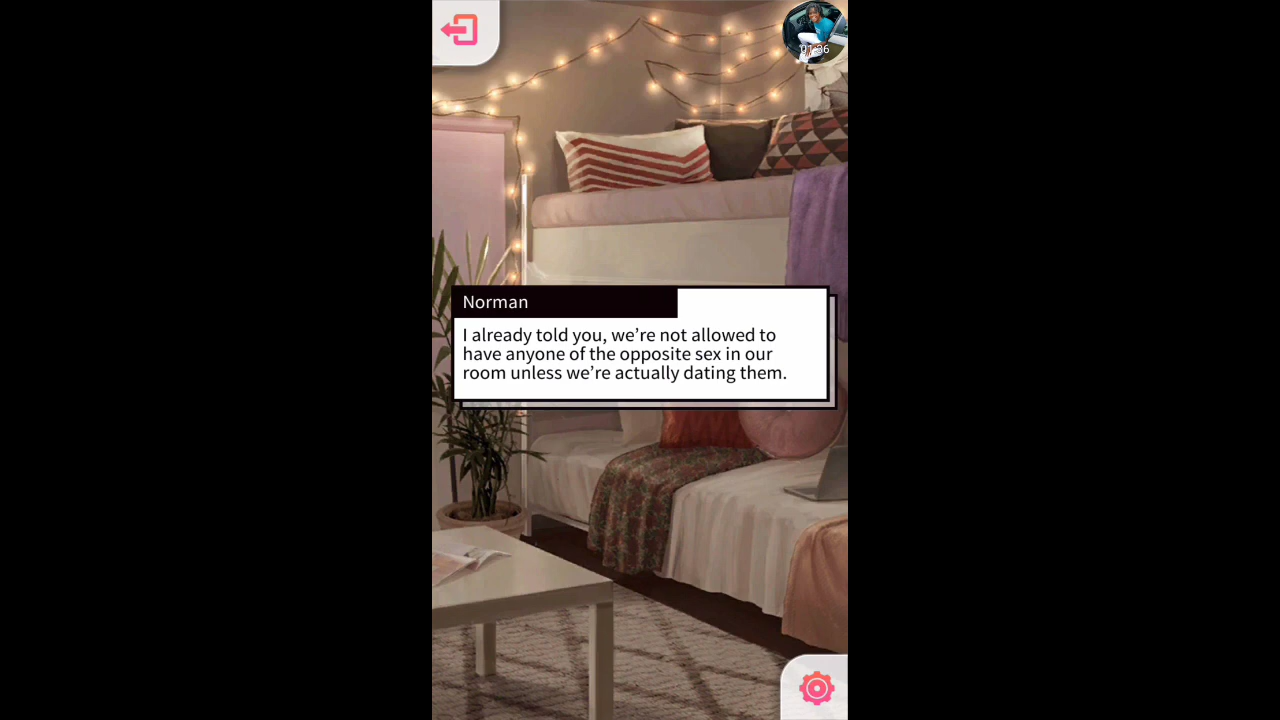 Norman
I already told you, we're not allowed to
have anyone of the opposite sex in our
room unless we're actually dating them.